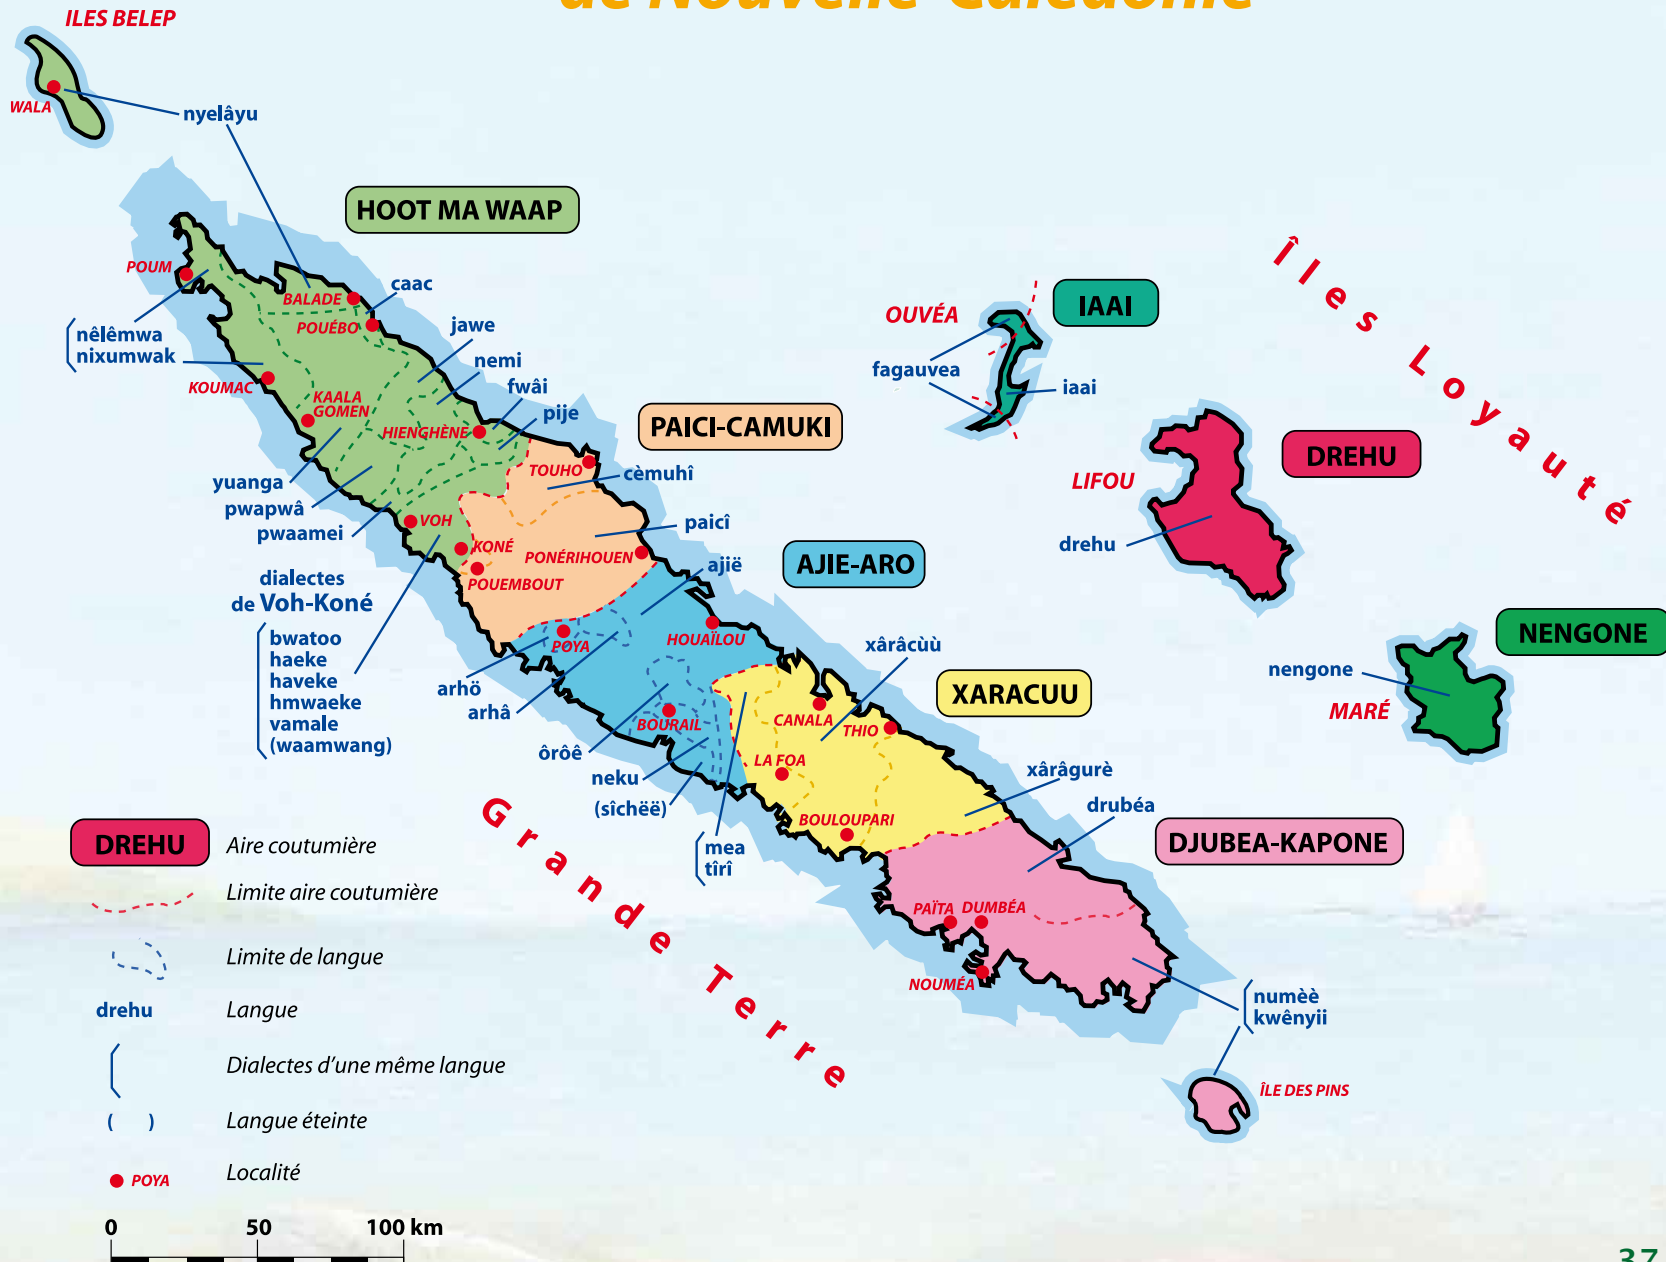 de Nouvelle-Calédonie
ILES BELEP
WALA
nyelâyu
HOOT MA WAAP
POUM
BALADE
caac
POUÉBO
nêlêmwa
nixumwak
jawe
nemi
KOUMAC
KAALA
GOMEN
fwâi
pije
HIENGHÈNE
PAICI-CAMUKI
TOUHO
cèmuhî
yuanga
pwapwâ
pwaamei
VOH
paicî
KONÉ
PONÉRIHOUEN
POUEMBOUT
AJIE-ARO
ajië
dialectes
de Voh-Koné
bwatoo
haeke
haveke
hmwaeke
vamale
(waamwang)
POYA
HOUAÏLOU
arhö
arhâ
xârâcùù
XARACUU
BOURAIL
CANALA
THIO
ôrôê
neku
(sîchëë)
LA FOA
xârâgurè
drubéa
BOULOUPARI
mea
tîrî
DJUBEA-KAPONE
PAÏTA
DUMBÉA
NOUMÉA
numèè
kwênyii
ÎLE DES PINS
Îles Loyauté
OUVÉA
IAAI
fagauvea
iaai
LIFOU
DREHU
drehu
NENGONE
nengone
MARÉ
Grande Terre
DREHU
Aire coutumière
Limite aire coutumière
Limite de langue
drehu
Langue
Dialectes d'une même langue
( )
Langue éteinte
POYA
Localité
0 50 100 km
37